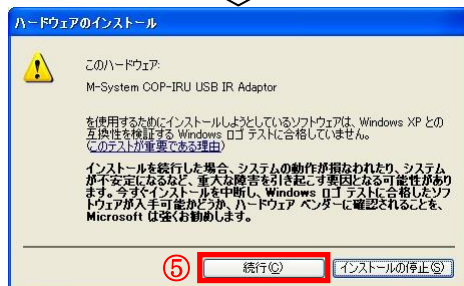 ハードウェアのインストール
このハードウェア:
M-System COP-IRU USB IR Adaptor
を使用するためにインストールしようとしているソフトウェアは、Windows XP との
互換性を検証する Windows ロゴ テストに合格していません。
(このテストが重要である理由)
インストールを続行した場合、システムの動作が損なわれたり、システム
が不安定になるなど、重大な障害を引き起こす要因となる可能性があり
ます。今すぐインストールを中断し、Windows ロゴ テストに合格したソフ
トウェアが入手可能かどうか、ハードウェア ベンダーに確認されることを、
Microsoft は強くお勧めします。
⑤ 続行(C) インストールの停止(S)